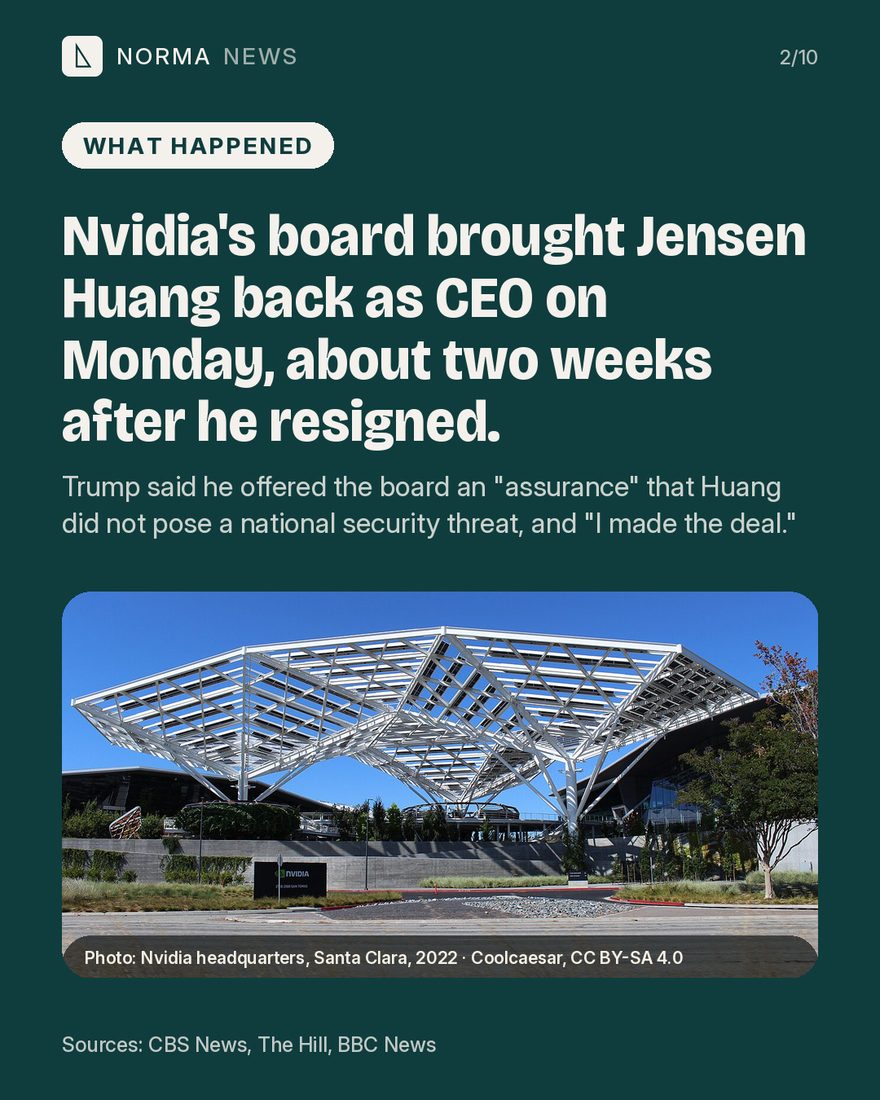 NORMA NEWS
2/10
WHAT HAPPENED
Nvidia's board brought Jensen
Huang back as CEO on
Monday, about two weeks
after he resigned.
Trump said he offered the board an "assurance" that Huang
did not pose a national security threat, and "I made the deal."
NVIDIA
Photo: Nvidia headquarters, Santa Clara, 2022 · Coolcaesar, CC BY-SA 4.0
Sources: CBS News, The Hill, BBC News